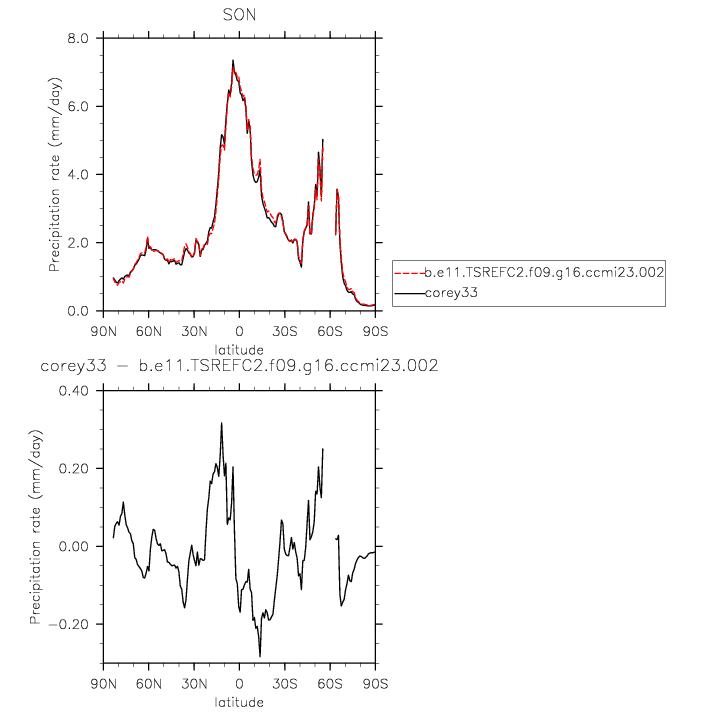 SON
Precipitation rate (mm/day)
8.0
6.0
4.0
2.0
0.0
90N 60N 30N 0 30S 60S 90S
latitude
b.e11.TSREFC2.f09.g16.ccmi23.002
corey33
corey33 − b.e11.TSREFC2.f09.g16.ccmi23.002
Precipitation rate (mm/day)
0.40
0.20
0.00
−0.20
90N 60N 30N 0 30S 60S 90S
latitude